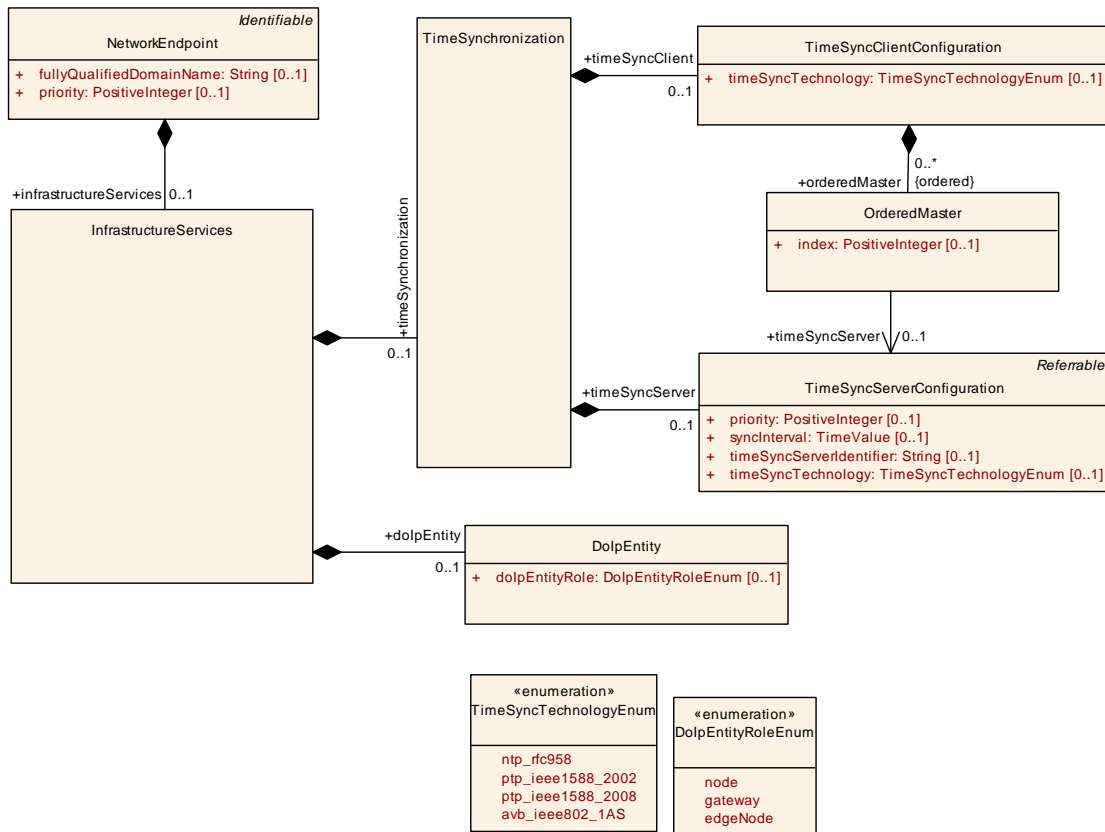 Identifiable
NetworkEndpoint
+ fullyQualifiedDomainName: String [0..1]
+ priority: PositiveInteger [0..1]
+infrastructureServices
0..1
InfrastructureServices
+timeSynchronization
0..1
TimeSynchronization
+timeSyncClient
0..1
TimeSyncClientConfiguration
+ timeSyncTechnology: TimeSyncTechnologyEnum [0..1]
0..*
+orderedMaster
{ordered}
OrderedMaster
+ index: PositiveInteger [0..1]
+timeSyncServer
0..1
+timeSyncServer
0..1
Referrable
TimeSyncServerConfiguration
+ priority: PositiveInteger [0..1]
+ syncInterval: TimeValue [0..1]
+ timeSyncServerIdentifier: String [0..1]
+ timeSyncTechnology: TimeSyncTechnologyEnum [0..1]
+doIpEntity
0..1
DoIpEntity
+ doIpEntityRole: DoIpEntityRoleEnum [0..1]
«enumeration»
TimeSyncTechnologyEnum
ntp_rfc958
ptp_ieee1588_2002
ptp_ieee1588_2008
avb_ieee802_1AS
«enumeration»
DoIpEntityRoleEnum
node
gateway
edgeNode